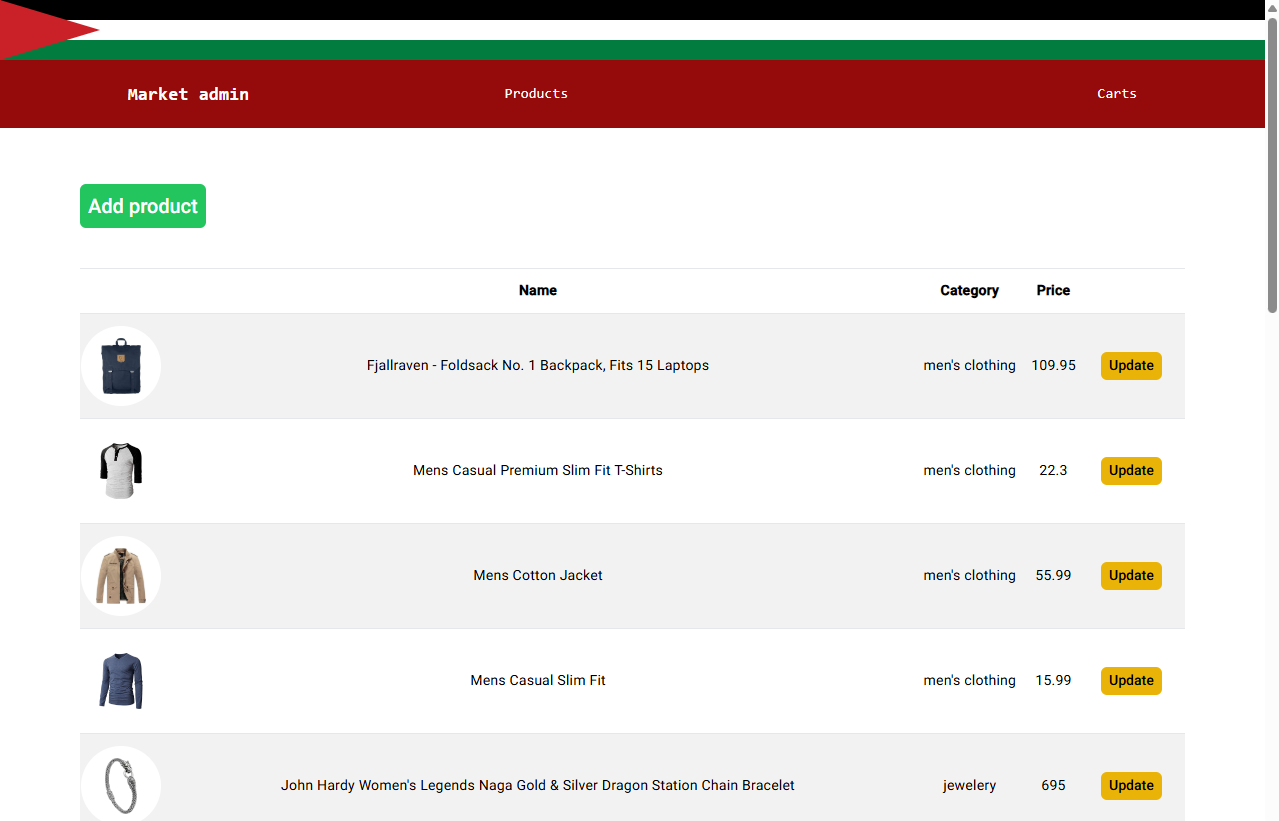 Market admin Products Carts
Add product
Name Category Price
Fjallraven - Foldsack No. 1 Backpack, Fits 15 Laptops men's clothing 109.95 Update
Mens Casual Premium Slim Fit T-Shirts men's clothing 22.3 Update
Mens Cotton Jacket men's clothing 55.99 Update
Mens Casual Slim Fit men's clothing 15.99 Update
John Hardy Women's Legends Naga Gold & Silver Dragon Station Chain Bracelet jewelery 695 Update